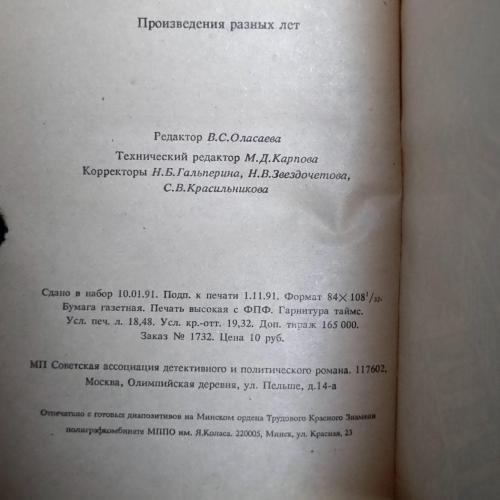 Произведения разных лет
Редактор В.С.Оласаева
Технический редактор М.Д.Карпова
Корректоры Н.Б.Гальперина, Н.В.Звездочетова,
С.В.Красильникова
Сдано в набор 10.01.91. Подп. к печати 1.11.91. Формат 84×108¹/₃₂.
Бумага газетная. Печать высокая с ФПФ. Гарнитура таймс.
Усл. печ. л. 18,48. Усл. кр.-отт. 19,32. Доп. тираж 165 000.
Заказ № 1732. Цена 10 руб.
МП Советская ассоциация детективного и политического романа. 117602,
Москва, Олимпийская деревня, ул. Пельше, д.14-а
Отпечатано с готовых диапозитивов на Минском ордена Трудового Красного Знамени
полиграфкомбинате МППО им. Я.Коласа. 220005, Минск, ул. Красная, 23